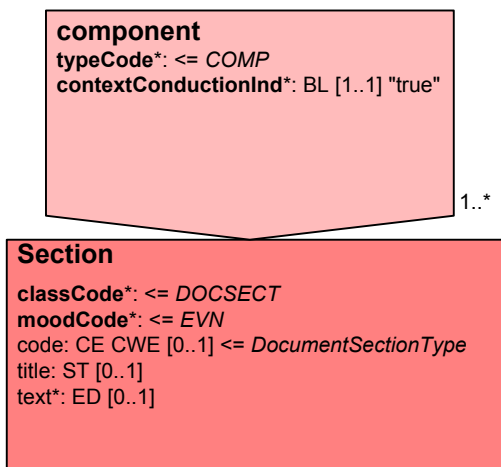 component
typeCode*: <= COMP
contextConductionInd*: BL [1..1] "true"
1..*
Section
classCode*: <= DOCSECT
moodCode*: <= EVN
code: CE CWE [0..1] <= DocumentSectionType
title: ST [0..1]
text*: ED [0..1]